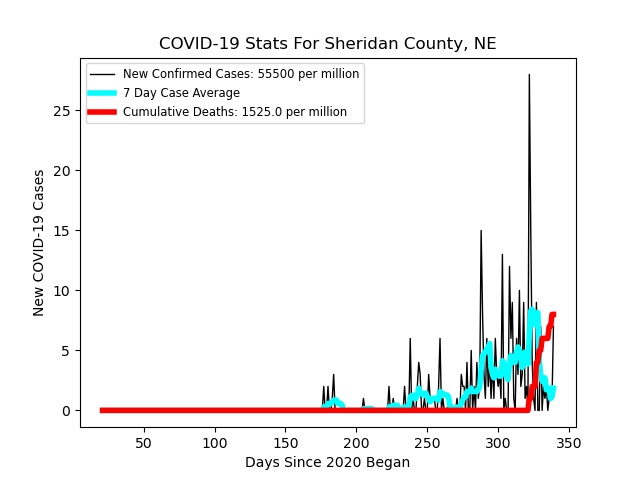 COVID-19 Stats For Sheridan County, NE
New Confirmed Cases: 55500 per million
7 Day Case Average
Cumulative Deaths: 1525.0 per million
New COVID-19 Cases
25
20
15
10
5
0
50
100
150
200
250
300
350
Days Since 2020 Began